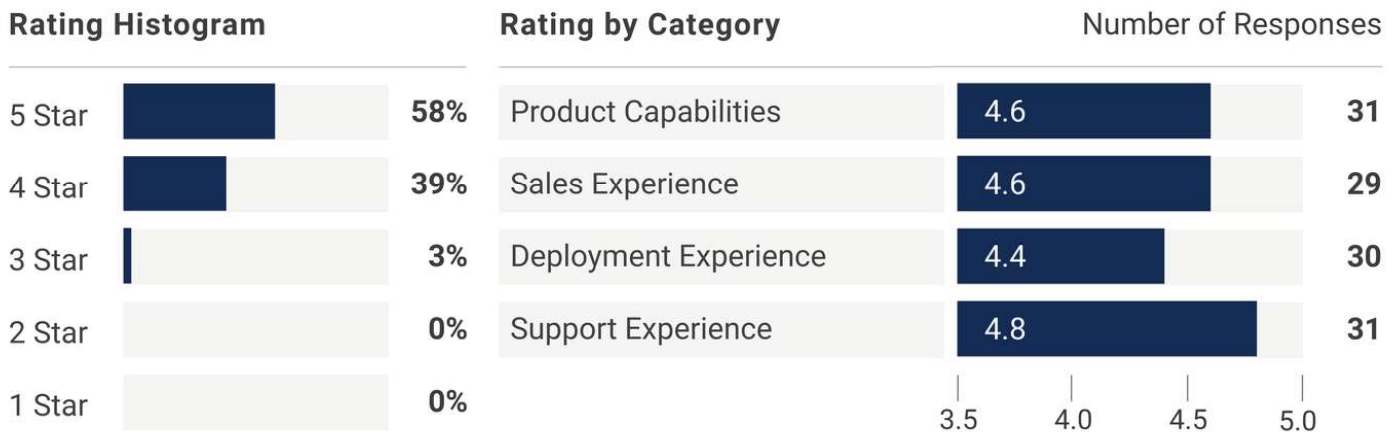 Rating Histogram
5 Star 58%
4 Star 39%
3 Star 3%
2 Star 0%
1 Star 0%
Rating by Category Number of Responses
Product Capabilities 4.6 31
Sales Experience 4.6 29
Deployment Experience 4.4 30
Support Experience 4.8 31
3.5 4.0 4.5 5.0